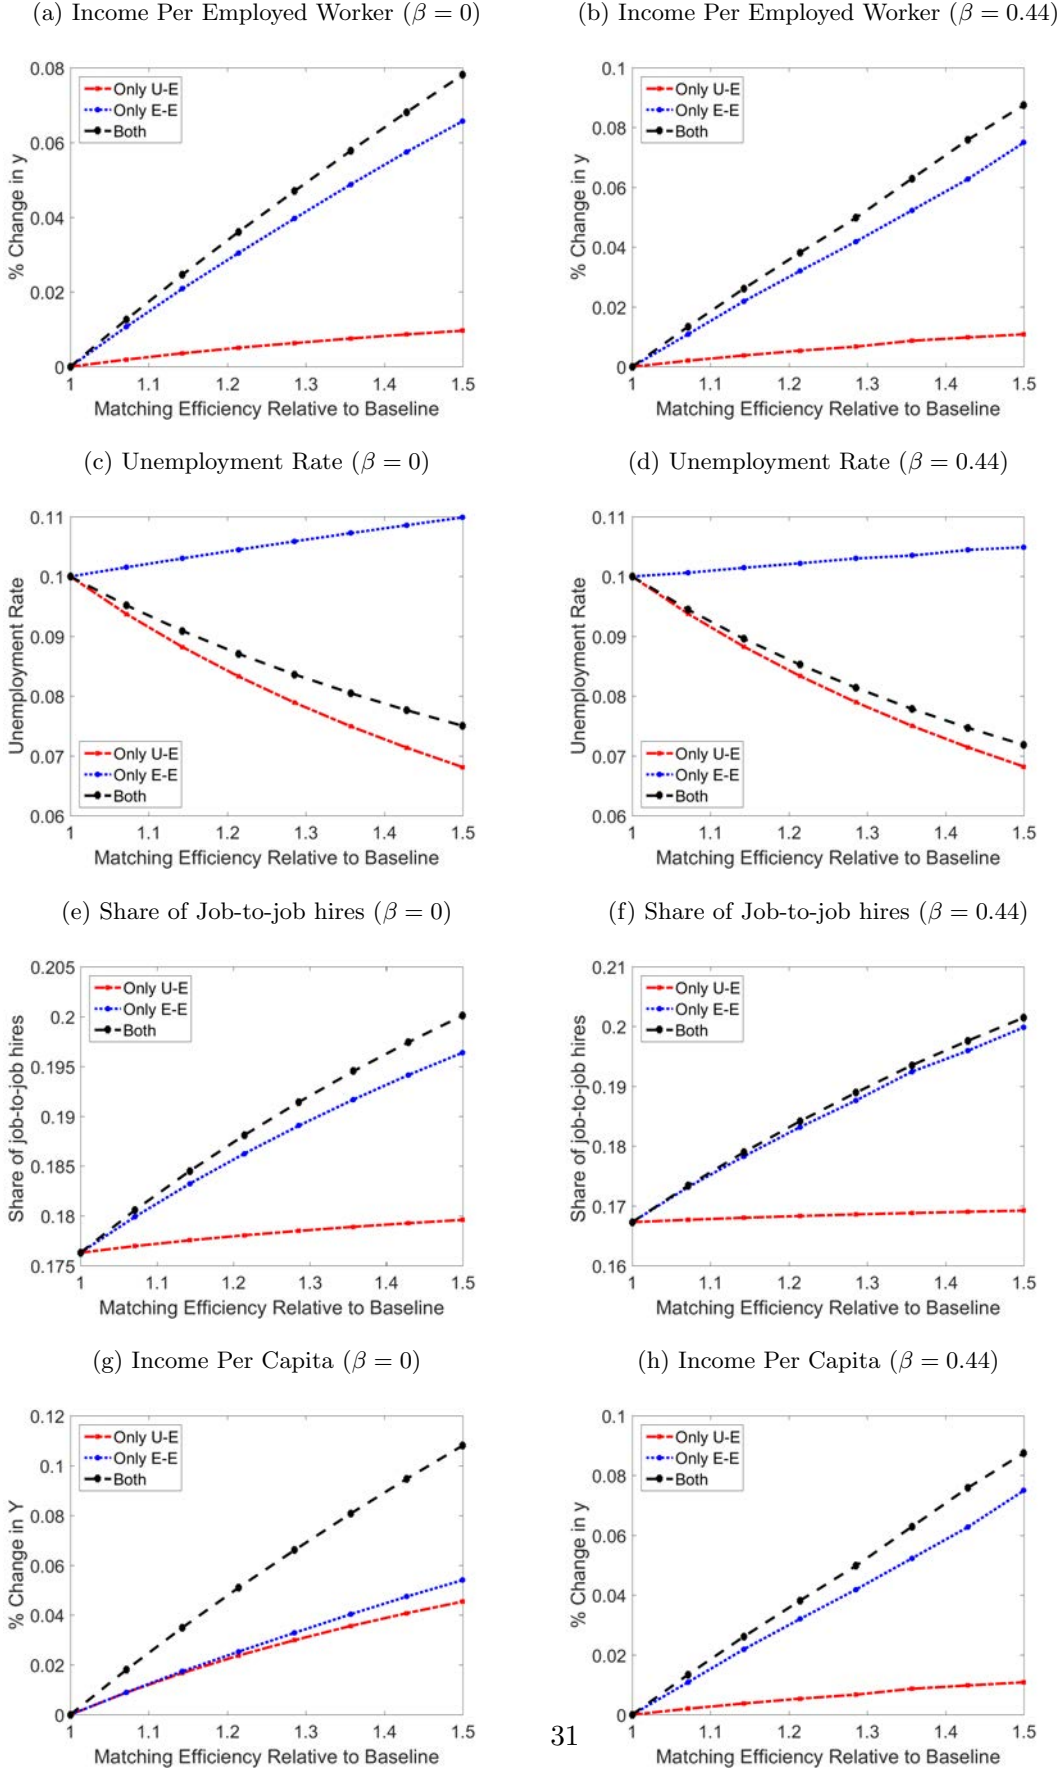 (a) Income Per Employed Worker (β = 0)
0.08
0.06
0.04
0.02
0
% Change in y
Only U-E
Only E-E
Both
1 1.1 1.2 1.3 1.4 1.5
Matching Efficiency Relative to Baseline
(b) Income Per Employed Worker (β = 0.44)
0.1
0.08
0.06
0.04
0.02
0
% Change in y
Only U-E
Only E-E
Both
1 1.1 1.2 1.3 1.4 1.5
Matching Efficiency Relative to Baseline
(c) Unemployment Rate (β = 0)
0.11
0.1
0.09
0.08
0.07
0.06
Unemployment Rate
Only U-E
Only E-E
Both
1 1.1 1.2 1.3 1.4 1.5
Matching Efficiency Relative to Baseline
(d) Unemployment Rate (β = 0.44)
0.11
0.1
0.09
0.08
0.07
0.06
Unemployment Rate
Only U-E
Only E-E
Both
1 1.1 1.2 1.3 1.4 1.5
Matching Efficiency Relative to Baseline
(e) Share of Job-to-job hires (β = 0)
0.205
0.2
0.195
0.19
0.185
0.18
0.175
Share of job-to-job hires
Only U-E
Only E-E
Both
1 1.1 1.2 1.3 1.4 1.5
Matching Efficiency Relative to Baseline
(f) Share of Job-to-job hires (β = 0.44)
0.21
0.2
0.19
0.18
0.17
0.16
Share of job-to-job hires
Only U-E
Only E-E
Both
1 1.1 1.2 1.3 1.4 1.5
Matching Efficiency Relative to Baseline
(g) Income Per Capita (β = 0)
0.12
0.1
0.08
0.06
0.04
0.02
0
% Change in Y
Only U-E
Only E-E
Both
1 1.1 1.2 1.3 1.4 1.5
Matching Efficiency Relative to Baseline
(h) Income Per Capita (β = 0.44)
0.1
0.08
0.06
0.04
0.02
0
% Change in y
Only U-E
Only E-E
Both
1 1.1 1.2 1.3 1.4 1.5
Matching Efficiency Relative to Baseline
31